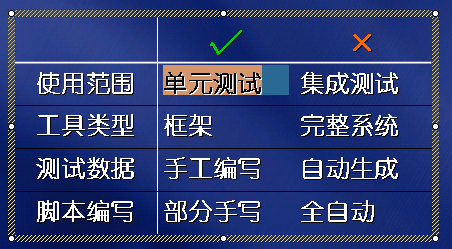 使用范围 单元测试 集成测试
工具类型 框架 完整系统
测试数据 手工编写 自动生成
脚本编写 部分手写 全自动